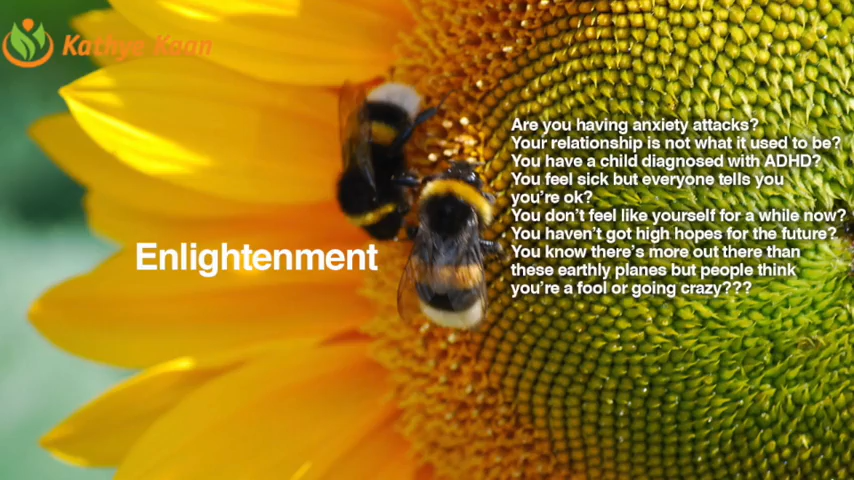 Kathye Kaan
Enlightenment
Are you having anxiety attacks?
Your relationship is not what it used to be?
You have a child diagnosed with ADHD?
You feel sick but everyone tells you
you're ok?
You don't feel like yourself for a while now?
You haven't got high hopes for the future?
You know there's more out there than
these earthly planes but people think
you're a fool or going crazy???